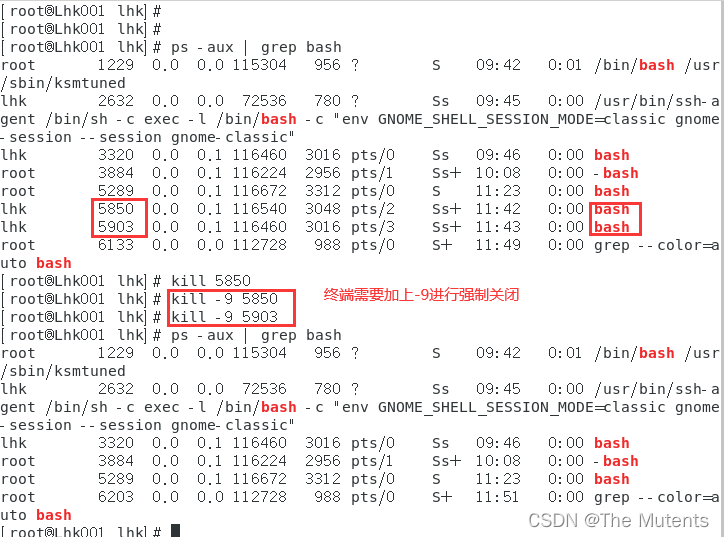 [root@Lhk001 lhk]#
[root@Lhk001 lhk]#
[root@Lhk001 lhk]# ps -aux | grep bash
root 1229 0.0 0.0 115304 956 ? S 09:42 0:01 /bin/bash /usr
/sbin/ksmtuned
lhk 2632 0.0 0.0 72536 780 ? Ss 09:45 0:00 /usr/bin/ssh-a
gent /bin/sh -c exec -l /bin/bash -c "env GNOME_SHELL_SESSION_MODE=classic gnome
-session --session gnome-classic"
lhk 3320 0.0 0.1 116460 3016 pts/0 Ss 09:46 0:00 bash
root 3884 0.0 0.1 116224 2956 pts/1 Ss+ 10:08 0:00 -bash
root 5289 0.0 0.1 116672 3312 pts/0 S 11:23 0:00 bash
lhk 5850 0.0 0.1 116540 3048 pts/2 Ss+ 11:42 0:00 bash
lhk 5903 0.0 0.1 116460 3016 pts/3 Ss+ 11:43 0:00 bash
root 6133 0.0 0.0 112728 988 pts/0 S+ 11:49 0:00 grep --color=a
uto bash
[root@Lhk001 lhk]# kill 5850
[root@Lhk001 lhk]# kill -9 5850
终端需要加上-9进行强制关闭
[root@Lhk001 lhk]# kill -9 5903
[root@Lhk001 lhk]# ps -aux | grep bash
root 1229 0.0 0.0 115304 956 ? S 09:42 0:01 /bin/bash /usr
/sbin/ksmtuned
lhk 2632 0.0 0.0 72536 780 ? Ss 09:45 0:00 /usr/bin/ssh-a
gent /bin/sh -c exec -l /bin/bash -c "env GNOME_SHELL_SESSION_MODE=classic gnome
-session --session gnome-classic"
lhk 3320 0.0 0.1 116460 3016 pts/0 Ss 09:46 0:00 bash
root 3884 0.0 0.1 116224 2956 pts/1 Ss+ 10:08 0:00 -bash
root 5289 0.0 0.1 116672 3312 pts/0 S 11:23 0:00 bash
root 6203 0.0 0.0 112728 988 pts/0 S+ 11:51 0:00 grep --color=a
uto bash
[root@Lhk001 lhk]#
CSDN @The Mutents